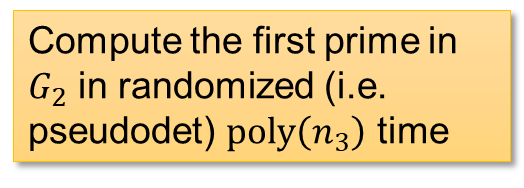 Compute the first prime in
G₂ in randomized (i.e.
pseudodet) poly(n₃) time